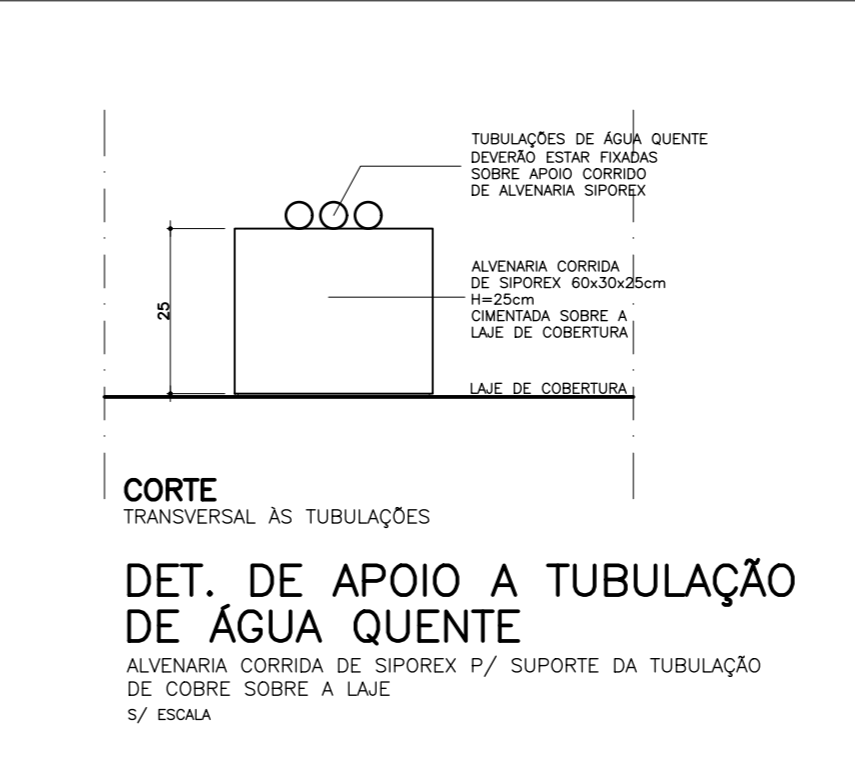 TUBULAÇÕES DE ÁGUA QUENTE
DEVERÃO ESTAR FIXADAS
SOBRE APOIO CORRIDO
DE ALVENARIA SIPOREX
ALVENARIA CORRIDA
DE SIPOREX 60x30x25cm
H=25cm
CIMENTADA SOBRE A
LAJE DE COBERTURA
25
LAJE DE COBERTURA
CORTE
TRANSVERSAL ÀS TUBULAÇÕES
DET. DE APOIO A TUBULAÇÃO
DE ÁGUA QUENTE
ALVENARIA CORRIDA DE SIPOREX P/ SUPORTE DA TUBULAÇÃO
DE COBRE SOBRE A LAJE
S/ ESCALA